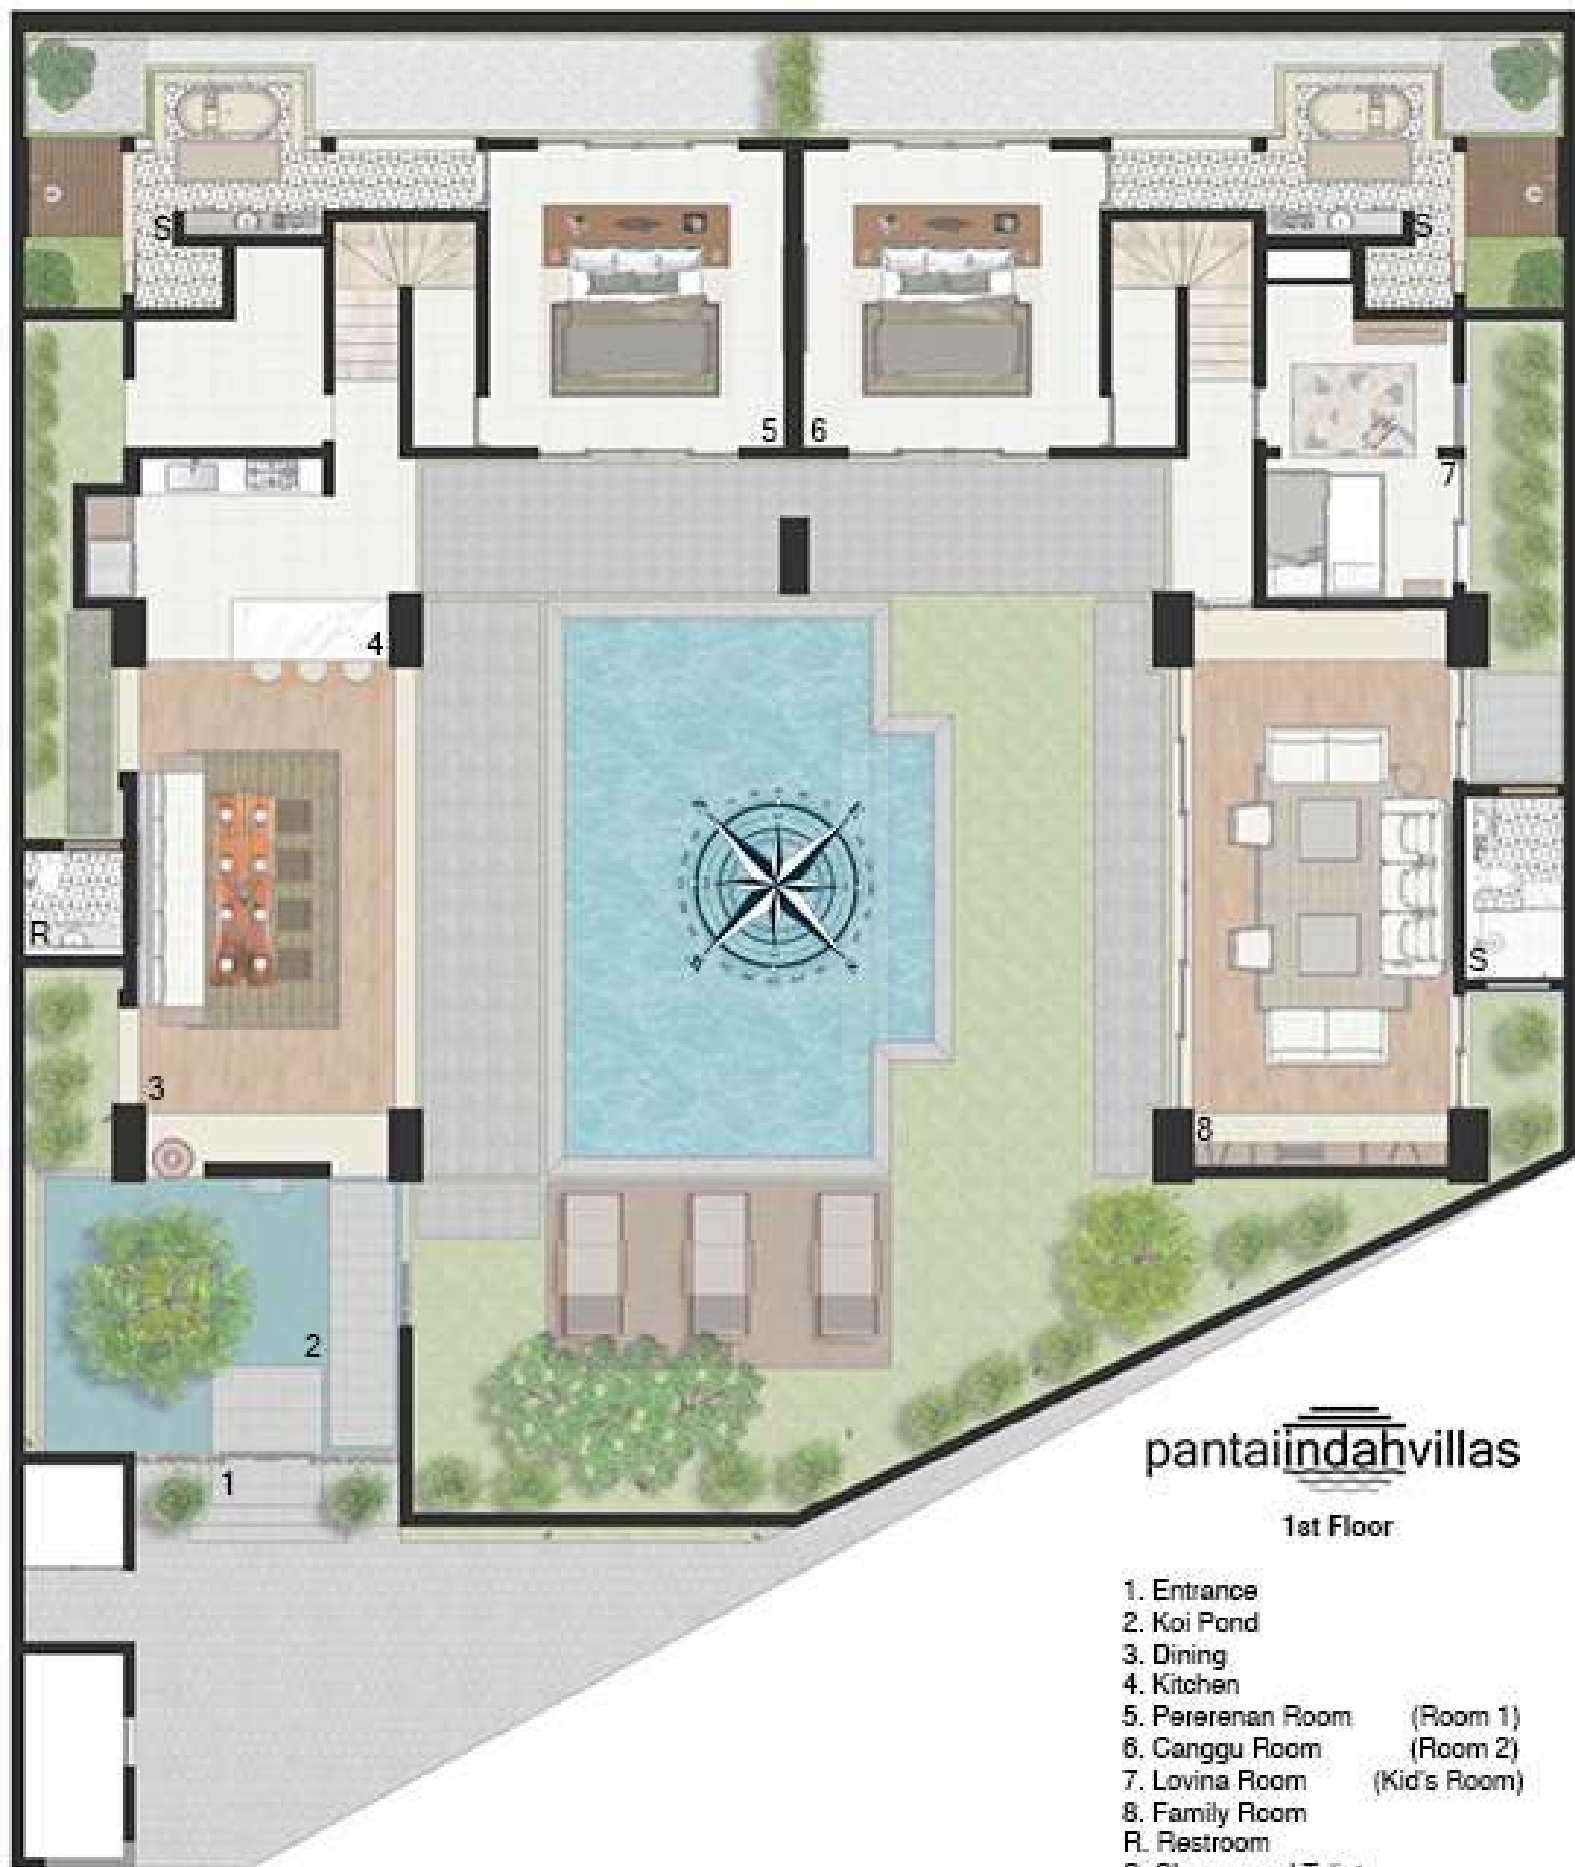 S
S
5
6
7
4
R
S
3
8
2
1
pantaiindahvillas
1st Floor
1. Entrance
2. Koi Pond
3. Dining
4. Kitchen
5. Pererenan Room (Room 1)
6. Canggu Room (Room 2)
7. Lovina Room (Kid's Room)
8. Family Room
R. Restroom